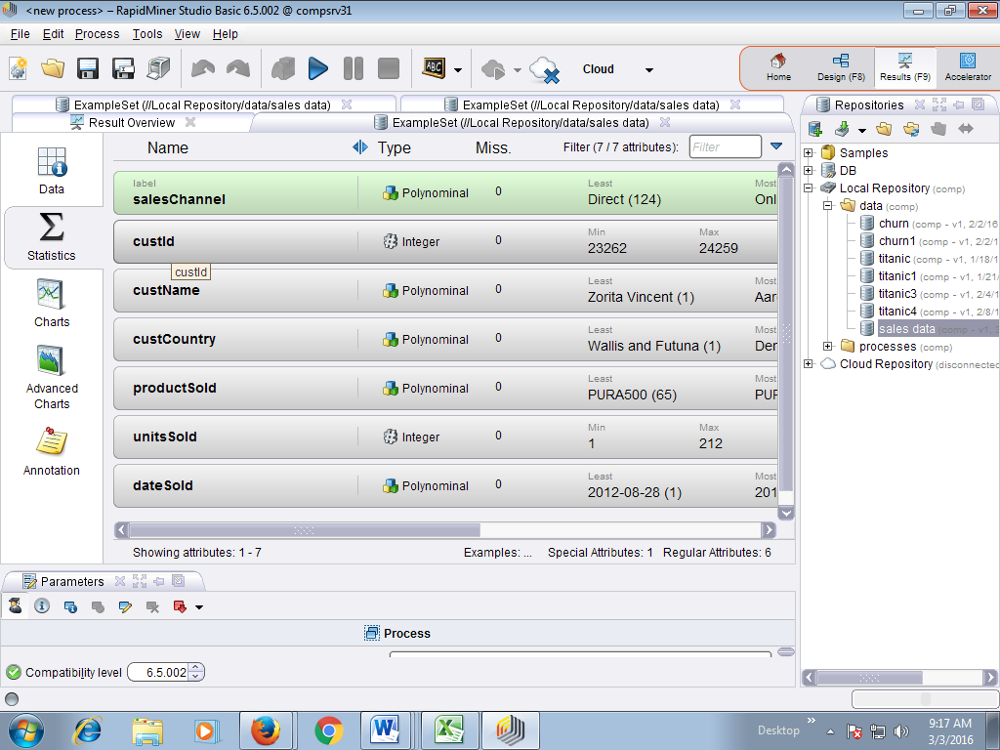 <new process> – RapidMiner Studio Basic 6.5.002 @ compsrv31
File Edit Process Tools View Help
ABC
Cloud
Home
Design (F8)
Results (F9)
Accelerator
ExampleSet (//Local Repository/data/sales data)
ExampleSet (//Local Repository/data/sales data)
Result Overview
ExampleSet (//Local Repository/data/sales data)
Data
Statistics
Charts
Advanced
Charts
Annotation
Name Type Miss. Filter (7 / 7 attributes): Filter
label
salesChannel Polynominal 0 Least Direct (124) Most Onl
custId Integer 0 Min 23262 Max 24259
custId
custName Polynominal 0 Least Zorita Vincent (1) Most Aar
custCountry Polynominal 0 Least Wallis and Futuna (1) Most Der
productSold Polynominal 0 Least PURA500 (65) Most PUF
unitsSold Integer 0 Min 1 Max 212
dateSold Polynominal 0 Least 2012-08-28 (1) Most 201
Showing attributes: 1 - 7
Examples: ... Special Attributes: 1 Regular Attributes: 6
Repositories
Samples
DB
Local Repository (comp)
data (comp)
churn (comp - v1, 2/2/16
churn1 (comp - v1, 2/2/1
titanic (comp - v1, 1/18/1
titanic1 (comp - v1, 1/21/
titanic3 (comp - v1, 2/4/1
titanic4 (comp - v1, 2/8/1
sales data (comp - v1,
processes (comp)
Cloud Repository (disconnected
Parameters
Process
Compatibility level 6.5.002
Desktop
9:17 AM
3/3/2016